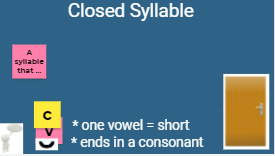 Closed Syllable
A
syllable
that ...
C
V
* one vowel = short
* ends in a consonant